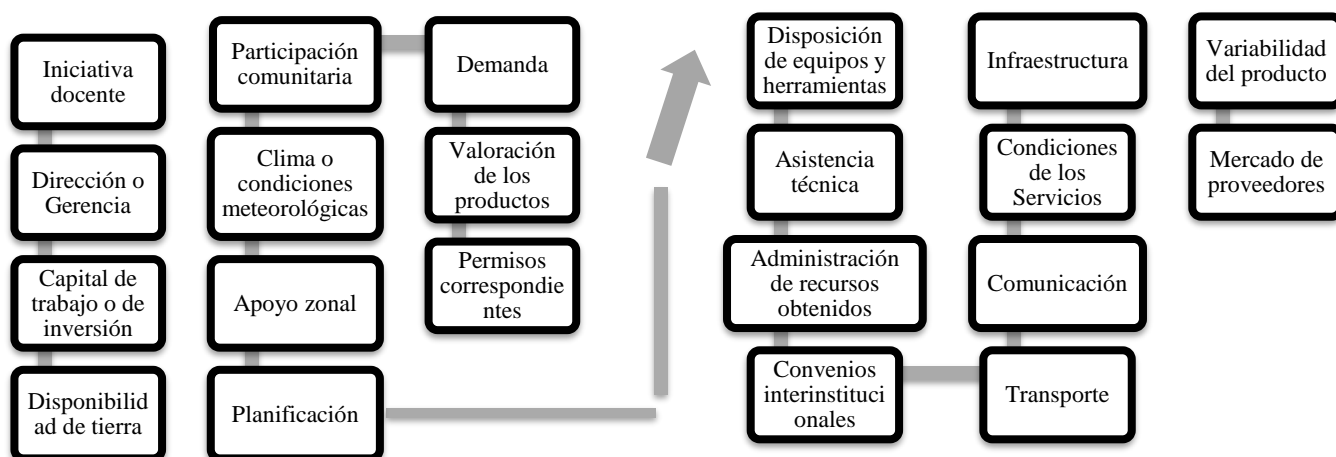 Iniciativa
docente
Dirección o
Gerencia
Capital de
trabajo o de
inversión
Disponibilid
ad de tierra
Participación
comunitaria
Clima o
condiciones
meteorológicas
Apoyo zonal
Planificación
Demanda
Valoración
de los
productos
Permisos
correspondie
ntes
Disposición
de equipos y
herramientas
Asistencia
técnica
Administración
de recursos
obtenidos
Convenios
interinstituci
onales
Infraestructura
Condiciones
de los
Servicios
Comunicación
Transporte
Variabilidad
del producto
Mercado de
proveedores